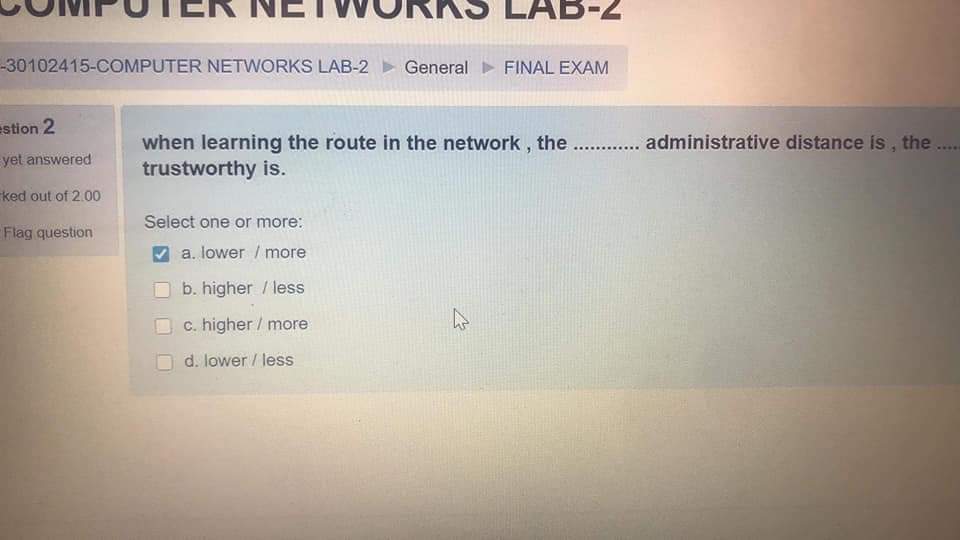 COMPUTER NETWORKS LAB-2
-30102415-COMPUTER NETWORKS LAB-2 ▶ General ▶ FINAL EXAM
estion 2
yet answered
rked out of 2.00
Flag question
when learning the route in the network , the ............ administrative distance is , the .....
trustworthy is.
Select one or more:
a. lower / more
b. higher / less
c. higher / more
d. lower / less